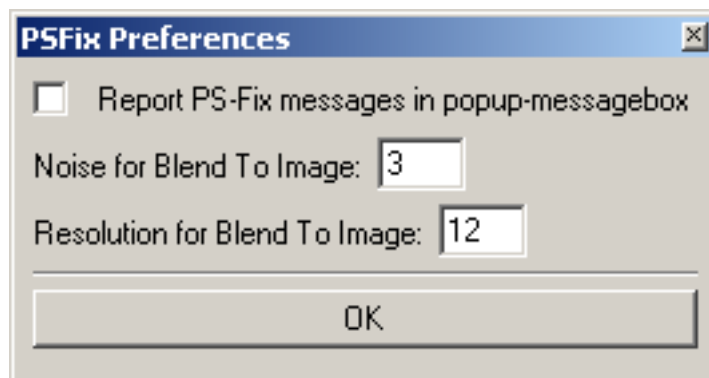 PSFix Preferences
Report PS-Fix messages in popup-messagebox
Noise for Blend To Image: 3
Resolution for Blend To Image: 12
OK